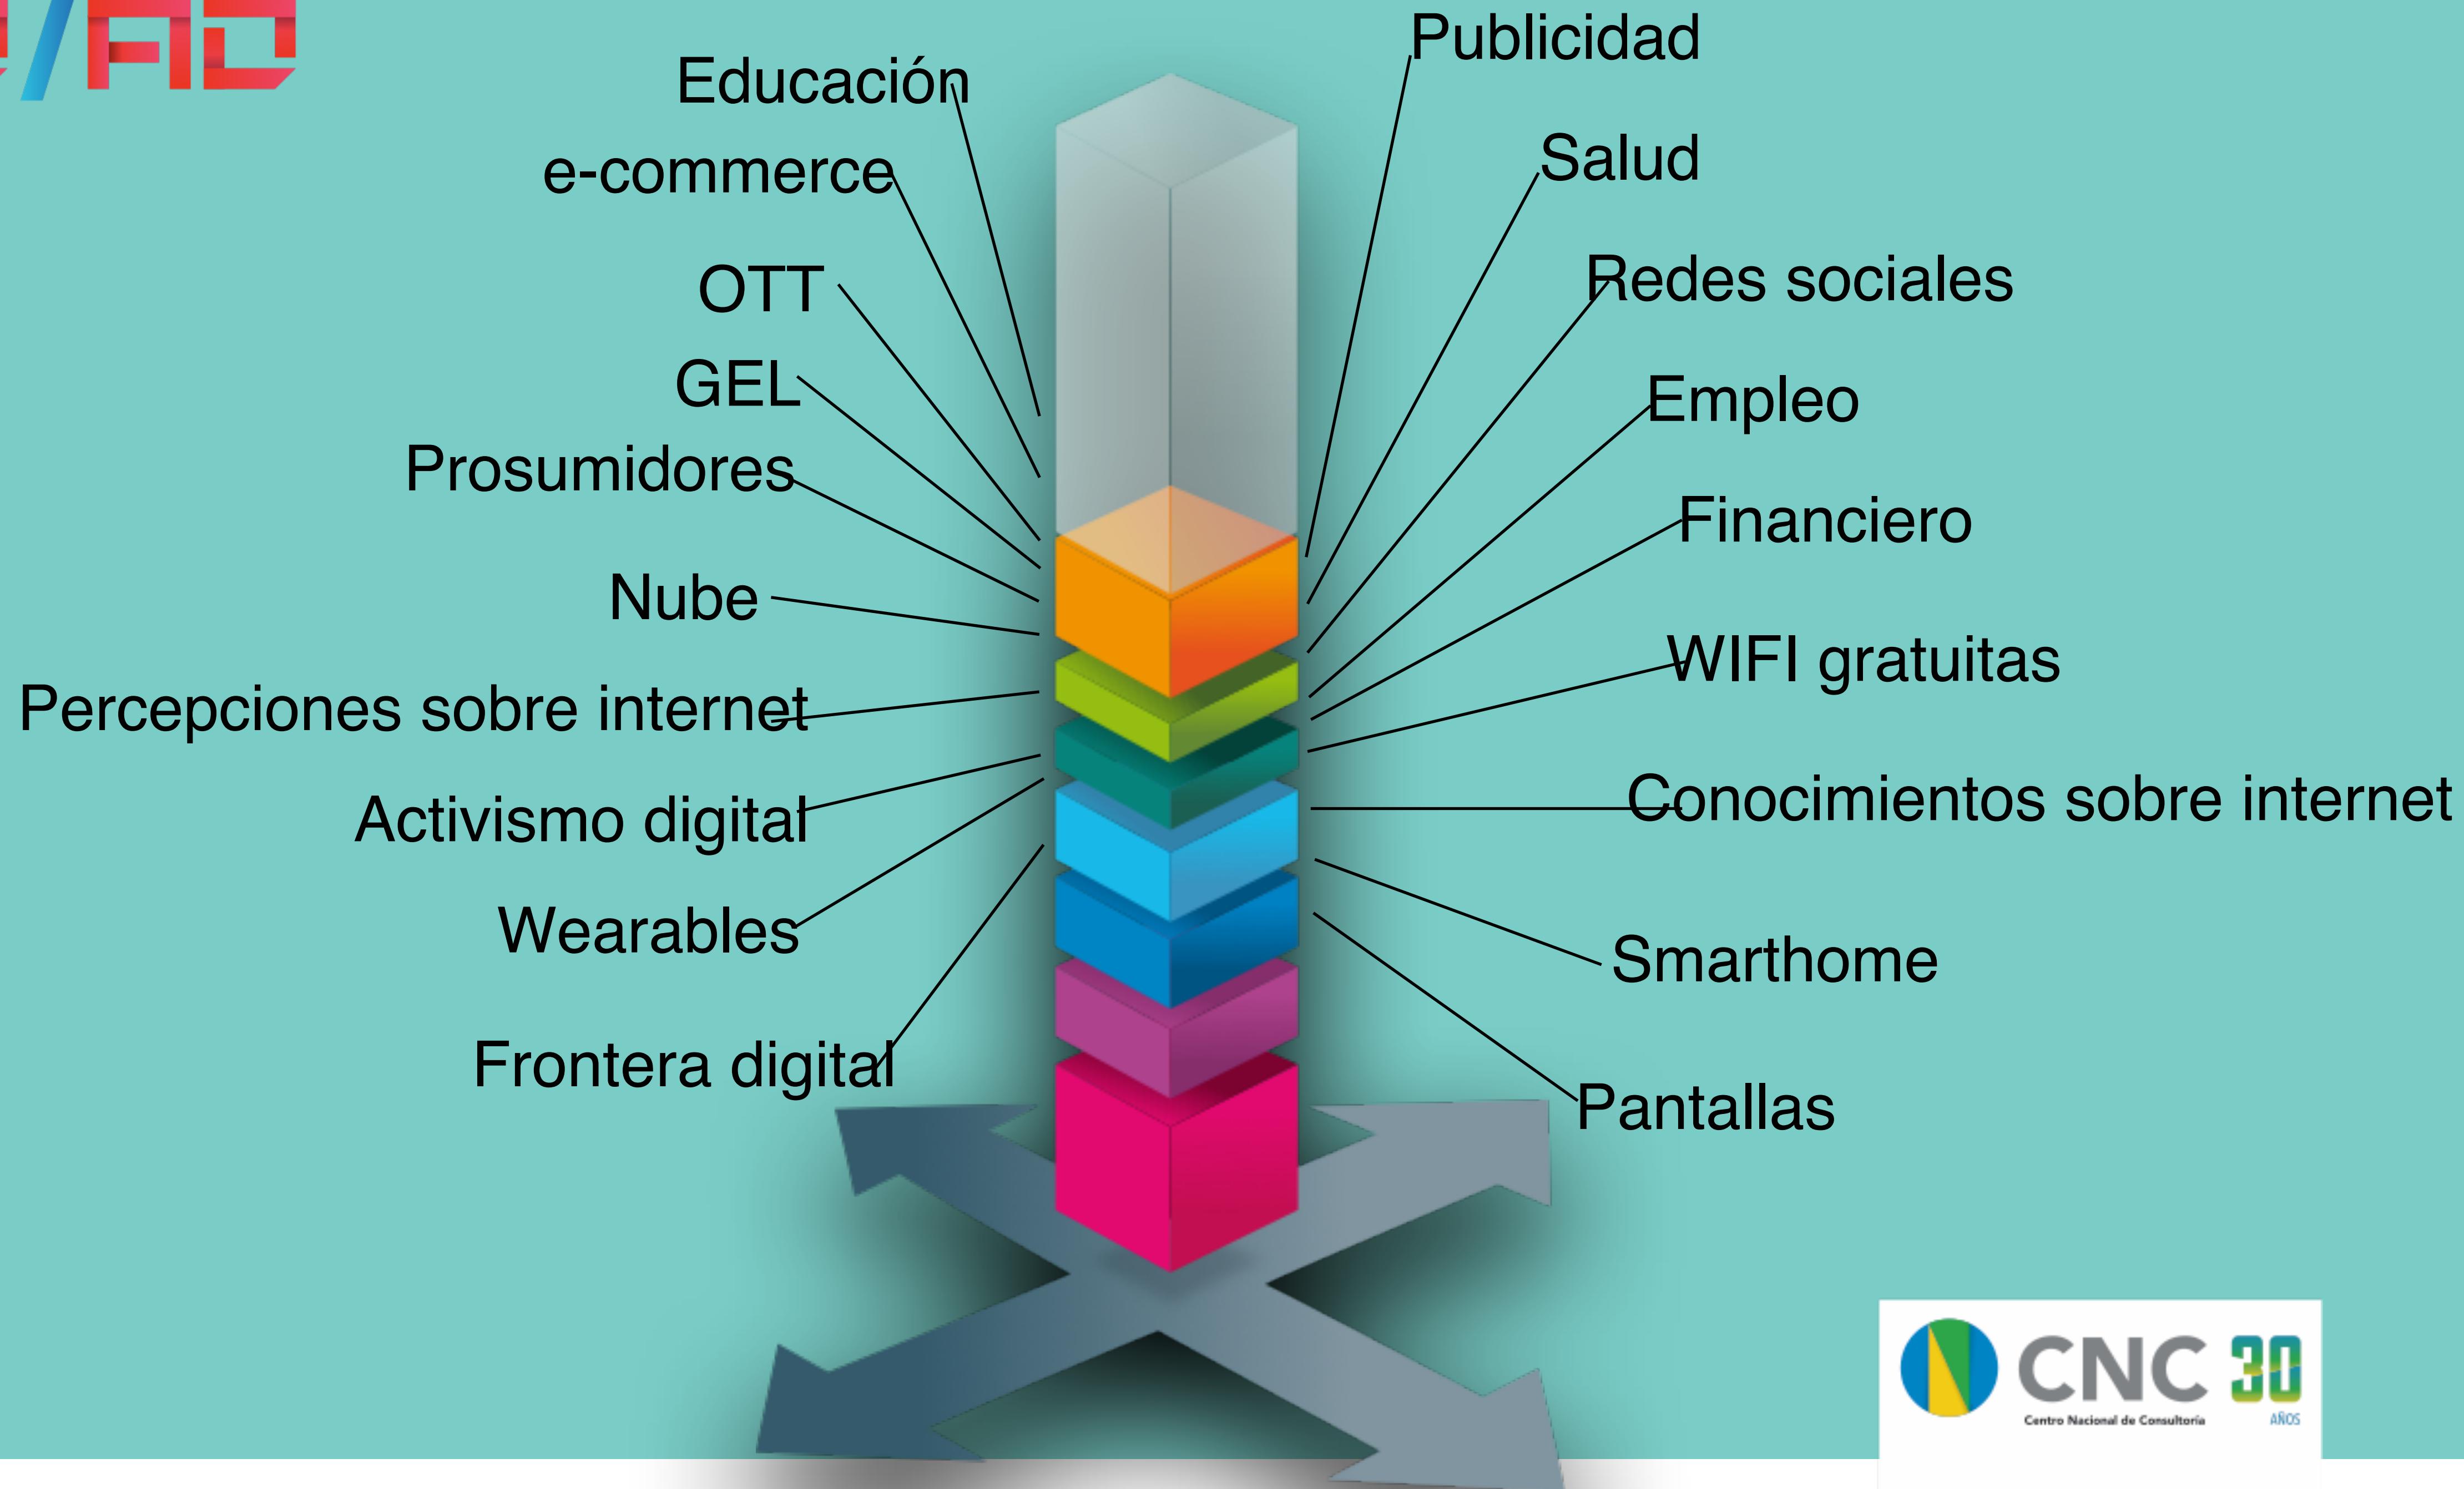 /AD
Educación
e-commerce
OTT
GEL
Prosumidores
Nube
Percepciones sobre internet
Activismo digital
Wearables
Frontera digital
Publicidad
Salud
Redes sociales
Empleo
Financiero
WIFI gratuitas
Conocimientos sobre internet
Smarthome
Pantallas
CNC 30
Centro Nacional de Consultoría
AÑOS